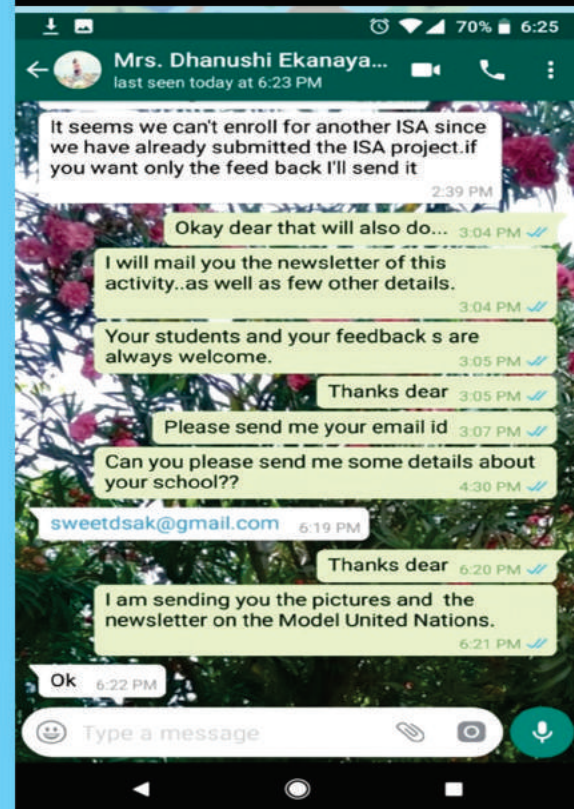 70% 6:25
Mrs. Dhanushi Ekanaya...
last seen today at 6:23 PM
It seems we can't enroll for another ISA since
we have already submitted the ISA project.if
you want only the feed back I'll send it
2:39 PM
Okay dear that will also do... 3:04 PM
I will mail you the newsletter of this
activity..as well as few other details.
3:04 PM
Your students and your feedback s are
always welcome.
3:05 PM
Thanks dear 3:05 PM
Please send me your email id 3:07 PM
Can you please send me some details about
your school??
4:30 PM
sweetdsak@gmail.com 6:19 PM
Thanks dear 6:20 PM
I am sending you the pictures and the
newsletter on the Model United Nations.
6:21 PM
Ok 6:22 PM
Type a message